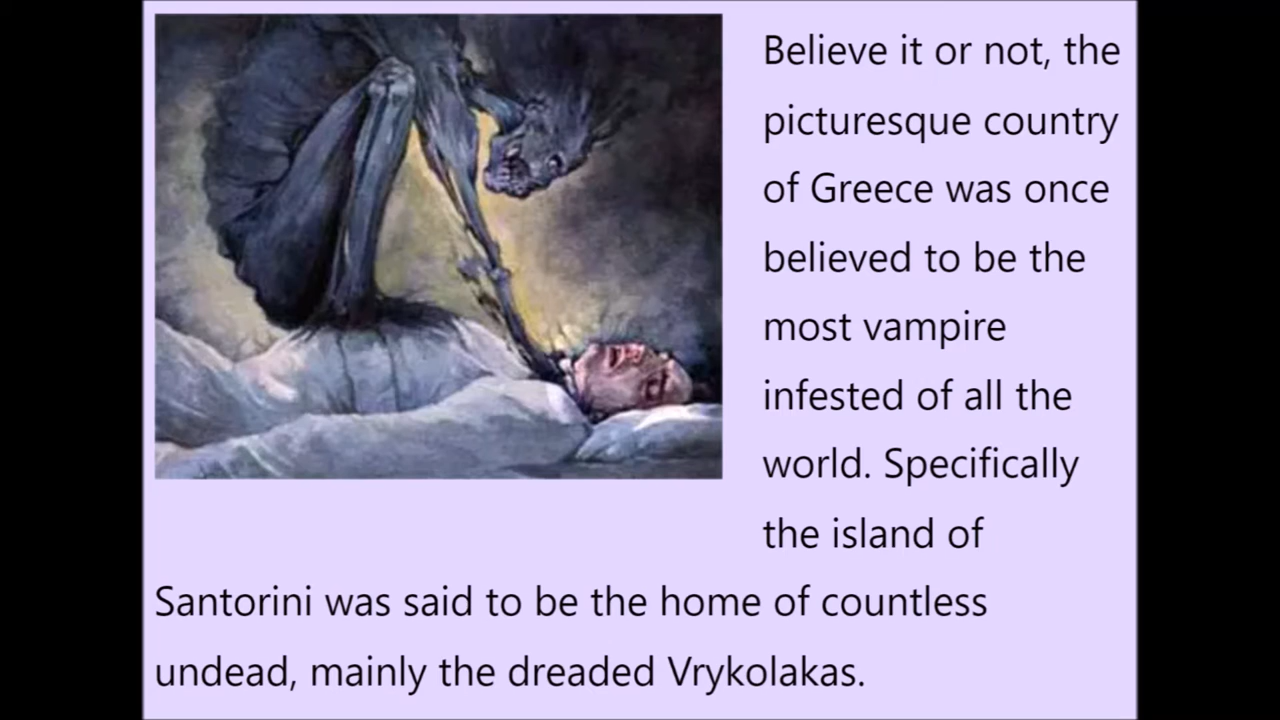 Believe it or not, the
picturesque country
of Greece was once
believed to be the
most vampire
infested of all the
world. Specifically
the island of
Santorini was said to be the home of countless
undead, mainly the dreaded Vrykolakas.